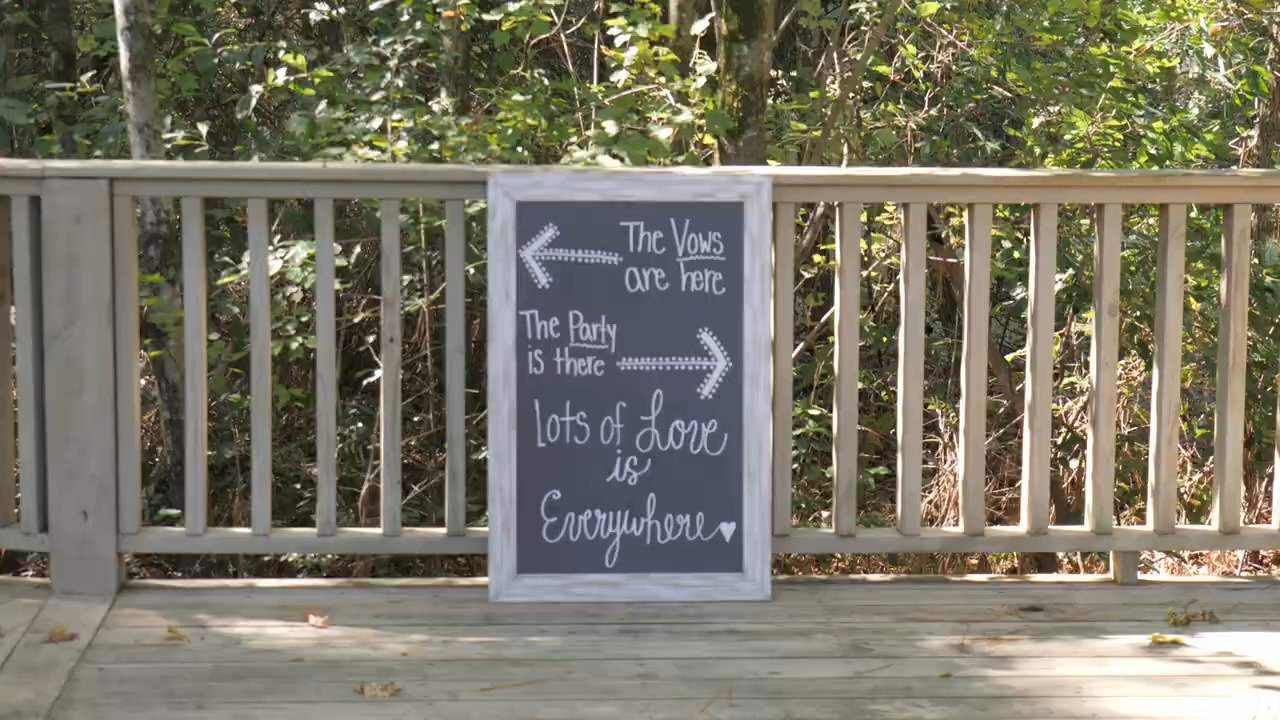 The Vows
are here
The Party
is there
lots of Love
is
Everywhere